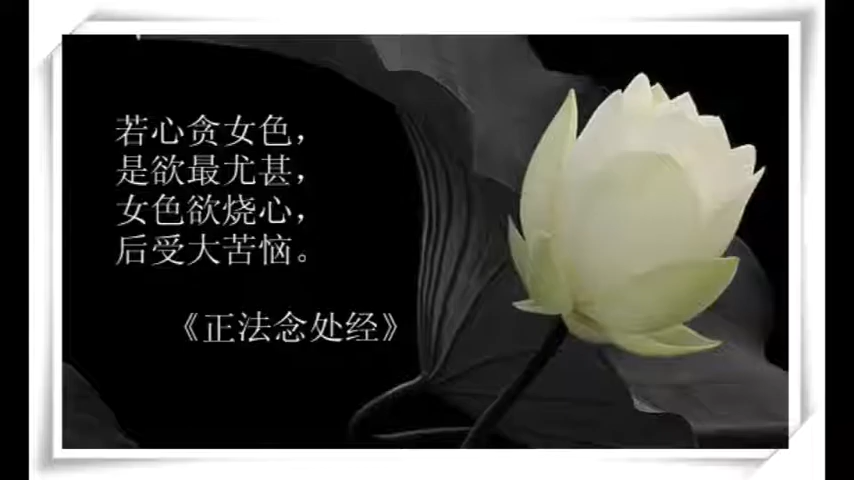 若心贪女色，
是欲最尤甚，
女色欲烧心，
后受大苦恼。
《正法念处经》